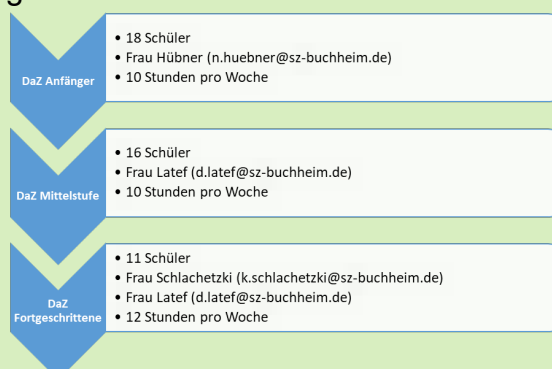 DaZ Anfänger
• 18 Schüler
• Frau Hübner (n.huebner@sz-buchheim.de)
• 10 Stunden pro Woche
DaZ Mittelstufe
• 16 Schüler
• Frau Latef (d.latef@sz-buchheim.de)
• 10 Stunden pro Woche
DaZ
Fortgeschrittene
• 11 Schüler
• Frau Schlachetzki (k.schlachetzki@sz-buchheim.de)
• Frau Latef (d.latef@sz-buchheim.de)
• 12 Stunden pro Woche